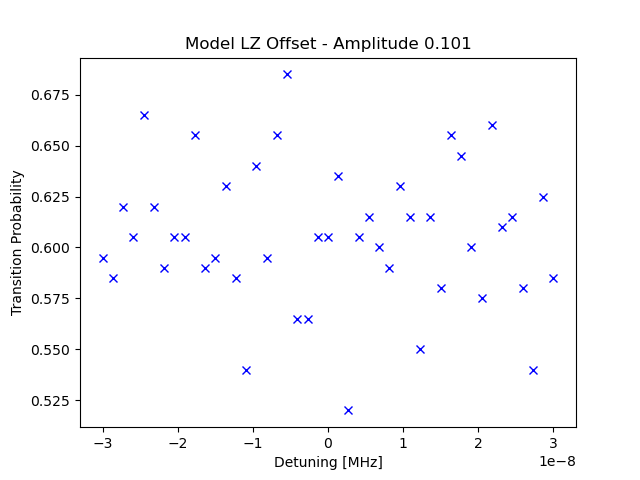 Model LZ Offset - Amplitude 0.101
0.675
0.650
0.625
0.600
0.575
0.550
0.525
Transition Probability
−3 −2 −1 0 1 2 3
1e−8
Detuning [MHz]